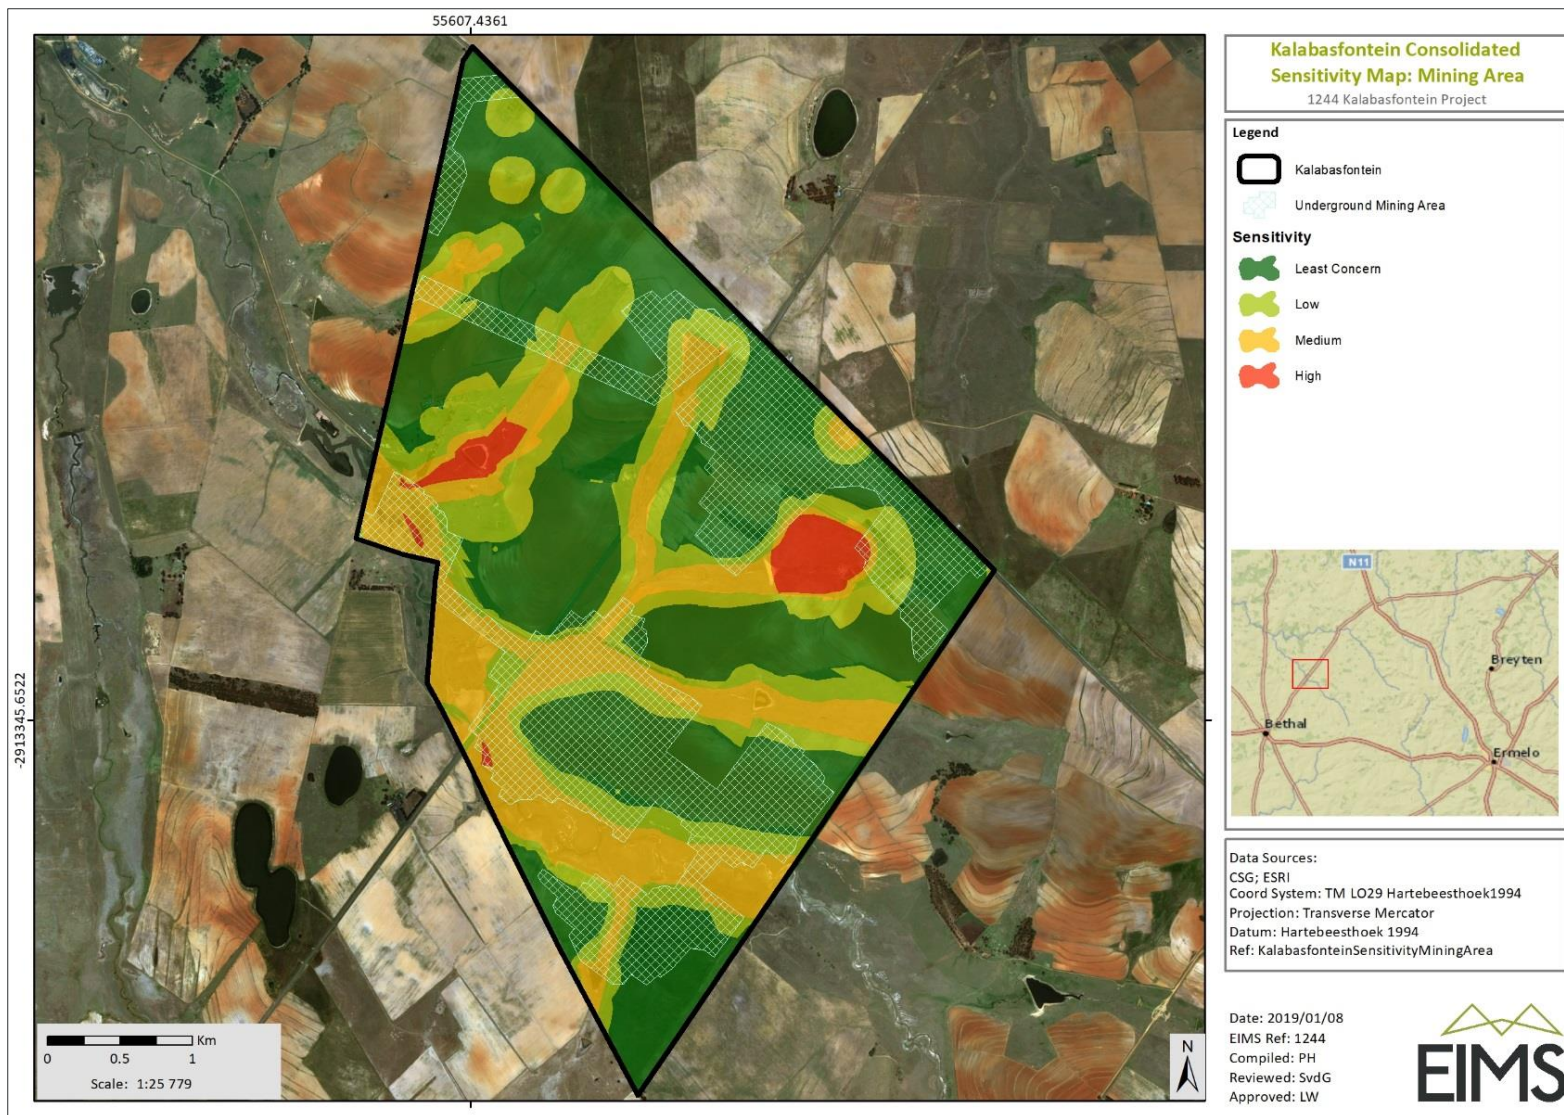 55607.4361
-2913345.6522
Km
0 0.5 1
Scale: 1:25 779
N
Kalabasfontein Consolidated
Sensitivity Map: Mining Area
1244 Kalabasfontein Project
Legend
Kalabasfontein
Underground Mining Area
Sensitivity
Least Concern
Low
Medium
High
N11
Breyten
Bethal
Ermelo
Data Sources:
CSG; ESRI
Coord System: TM LO29 Hartebeesthoek1994
Projection: Transverse Mercator
Datum: Hartebeesthoek 1994
Ref: KalabasfonteinSensitivityMiningArea
Date: 2019/01/08
EIMS Ref: 1244
Compiled: PH
Reviewed: SvdG
Approved: LW
EIMS